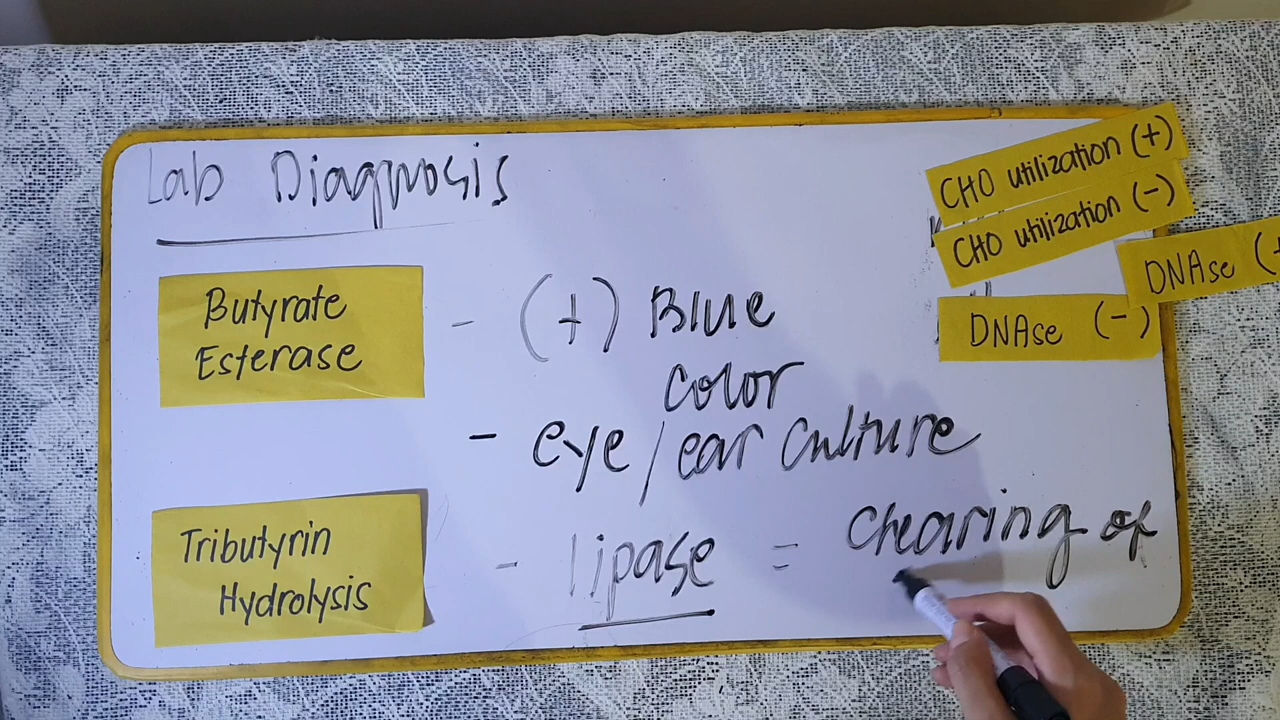 Lab Diagnosis
CHO utilization (+)
CHO utilization (-)
DNAse (+
DNAse (-)
Butyrate
Esterase
- (+) Blue
color
- eye/ear culture
Tributyrin
Hydrolysis
- lipase = Clearing of